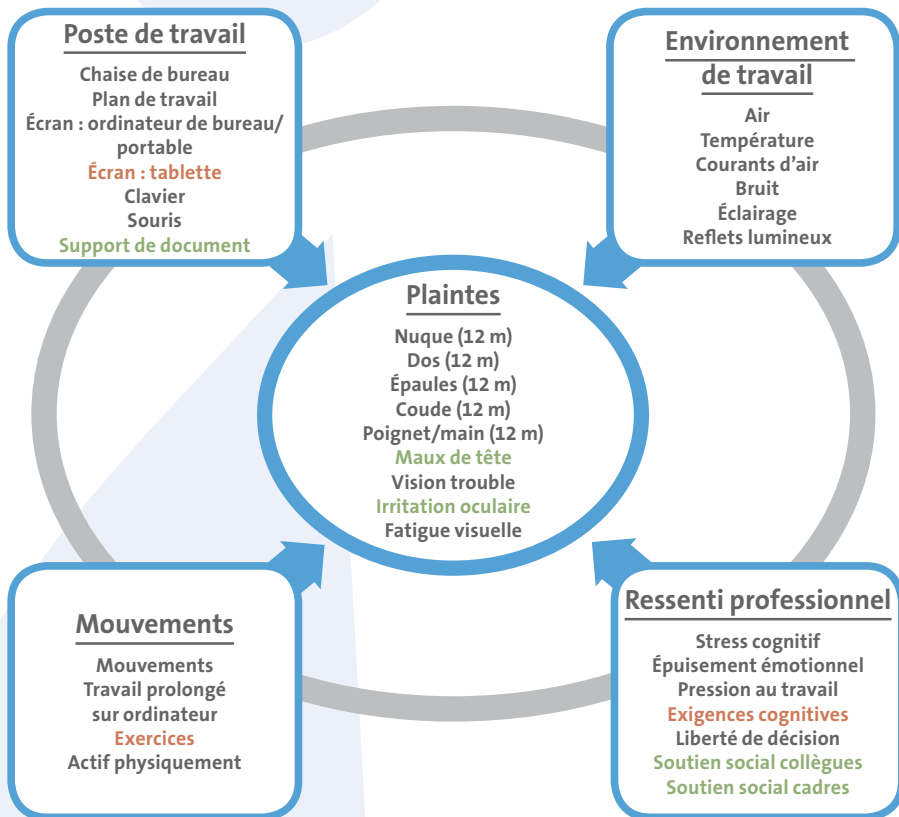 Poste de travail
Chaise de bureau
Plan de travail
Écran : ordinateur de bureau/
portable
Écran : tablette
Clavier
Souris
Support de document
Environnement
de travail
Air
Température
Courants d'air
Bruit
Éclairage
Reflets lumineux
Plaintes
Nuque (12 m)
Dos (12 m)
Épaules (12 m)
Coude (12 m)
Poignet/main (12 m)
Maux de tête
Vision trouble
Irritation oculaire
Fatigue visuelle
Mouvements
Mouvements
Travail prolongé
sur ordinateur
Exercices
Actif physiquement
Ressenti professionnel
Stress cognitif
Épuisement émotionnel
Pression au travail
Exigences cognitives
Liberté de décision
Soutien social collègues
Soutien social cadres